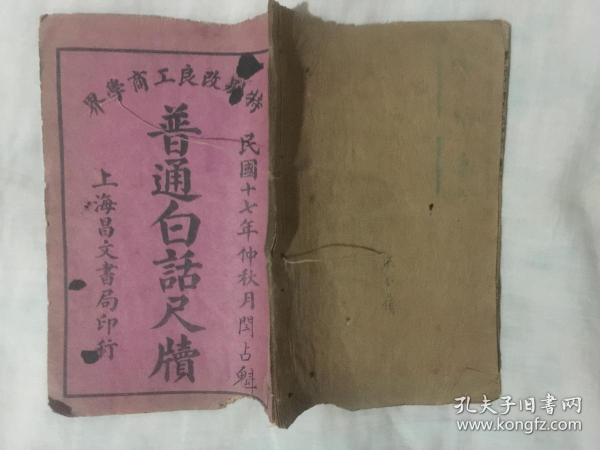 改良工商學界
民國十七年仲秋月閆占魁
普通白話尺牘
上海昌文書局印行
孔夫子旧书网
www.kongfz.com